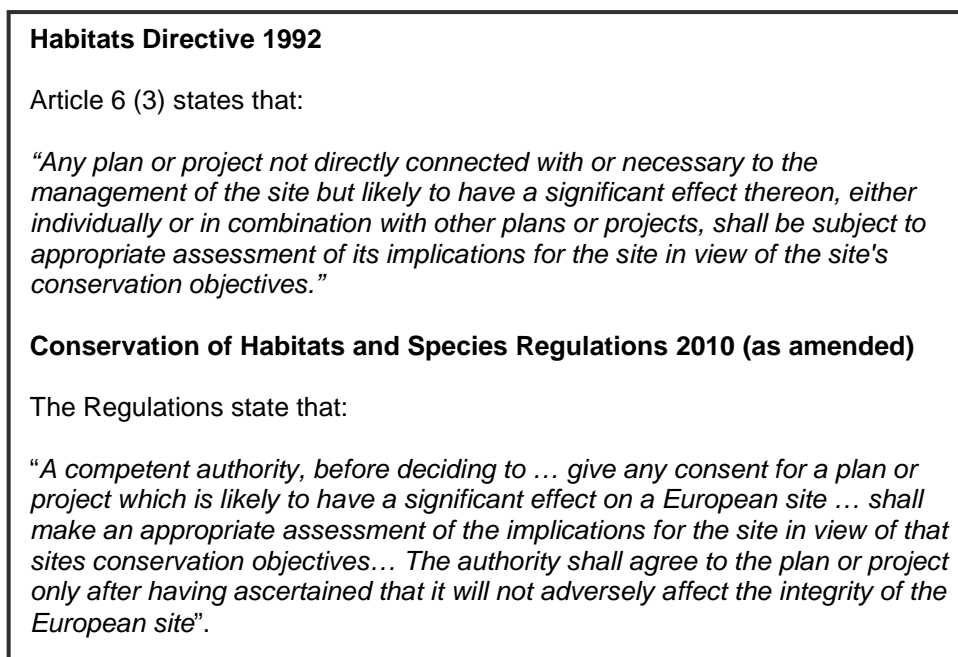 Habitats Directive 1992
Article 6 (3) states that:
“Any plan or project not directly connected with or necessary to the
management of the site but likely to have a significant effect thereon, either
individually or in combination with other plans or projects, shall be subject to
appropriate assessment of its implications for the site in view of the site's
conservation objectives.”
Conservation of Habitats and Species Regulations 2010 (as amended)
The Regulations state that:
“A competent authority, before deciding to … give any consent for a plan or
project which is likely to have a significant effect on a European site … shall
make an appropriate assessment of the implications for the site in view of that
sites conservation objectives… The authority shall agree to the plan or project
only after having ascertained that it will not adversely affect the integrity of the
European site”.